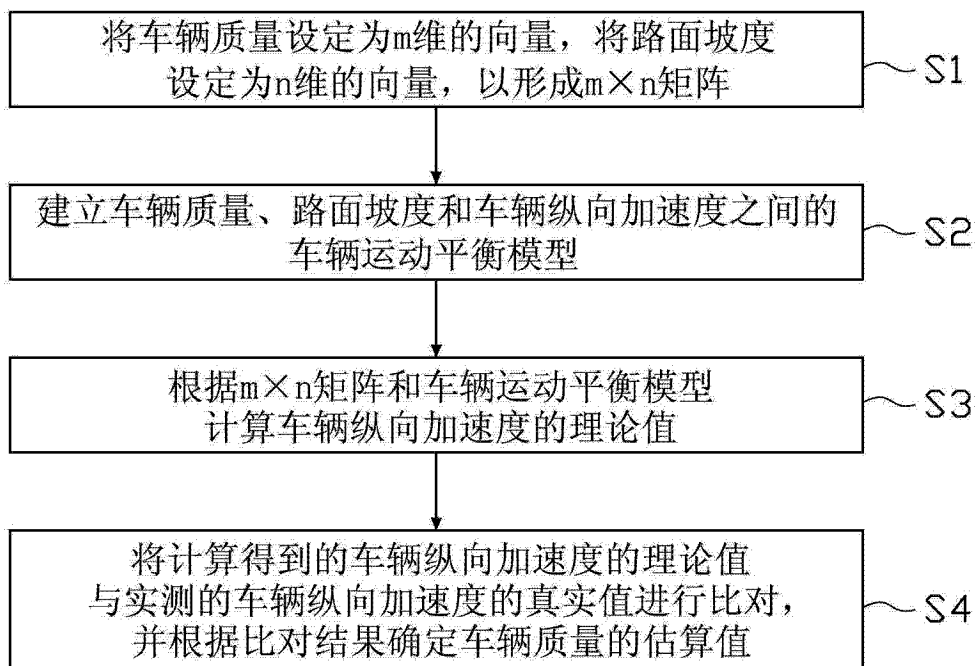 将车辆质量设定为m维的向量，将路面坡度
设定为n维的向量，以形成m×n矩阵
S1
建立车辆质量、路面坡度和车辆纵向加速度之间的
车辆运动平衡模型
S2
根据m×n矩阵和车辆运动平衡模型
计算车辆纵向加速度的理论值
S3
将计算得到的车辆纵向加速度的理论值
与实测的车辆纵向加速度的真实值进行比对，
并根据比对结果确定车辆质量的估算值
S4